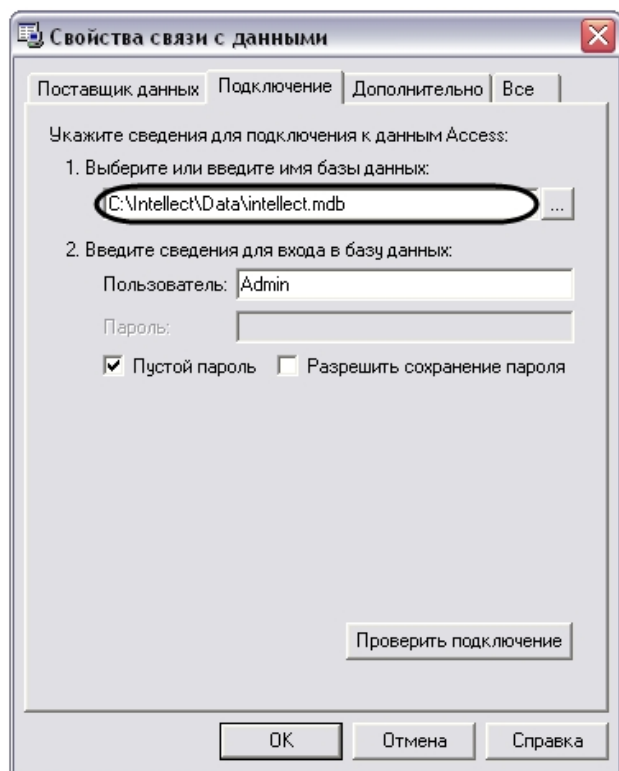 Свойства связи с данными
Поставщик данных Подключение Дополнительно Все
Укажите сведения для подключения к данным Access:
1. Выберите или введите имя базы данных:
C:\Intellect\Data\intellect.mdb ...
2. Введите сведения для входа в базу данных:
Пользователь: Admin
Пароль:
Пустой пароль Разрешить сохранение пароля
Проверить подключение
OK Отмена Справка